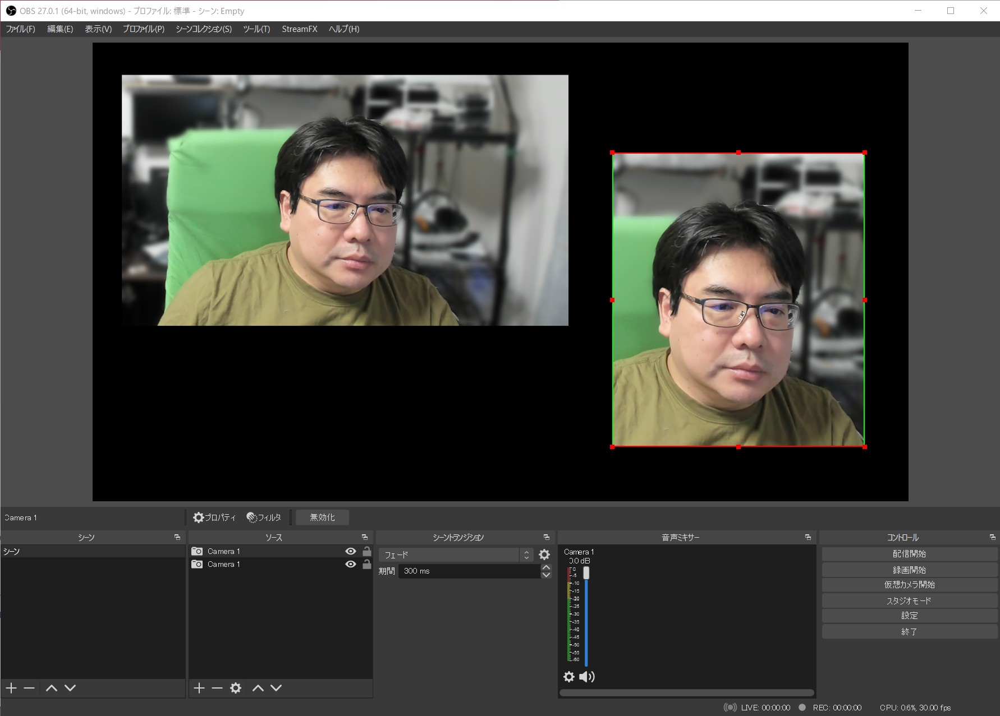 OBS 27.0.1 (64-bit, windows) - プロファイル: 標準 - シーン: Empty
ファイル(F) 編集(E) 表示(V) プロファイル(P) シーンコレクション(S) ツール(T) StreamFX ヘルプ(H)
Camera 1 プロパティ フィルタ 無効化
シーン ソース シーントランジション 音声ミキサー コントロール
シーン
Camera 1
Camera 1
フェード
期間 300 ms
Camera 1
0.0 dB
0
-5
-10
-15
-20
-25
-30
-35
-40
-45
-50
-55
-60
配信開始
録画開始
仮想カメラ開始
スタジオモード
設定
終了
LIVE: 00:00:00 REC: 00:00:00 CPU: 0.6%, 30.00 fps